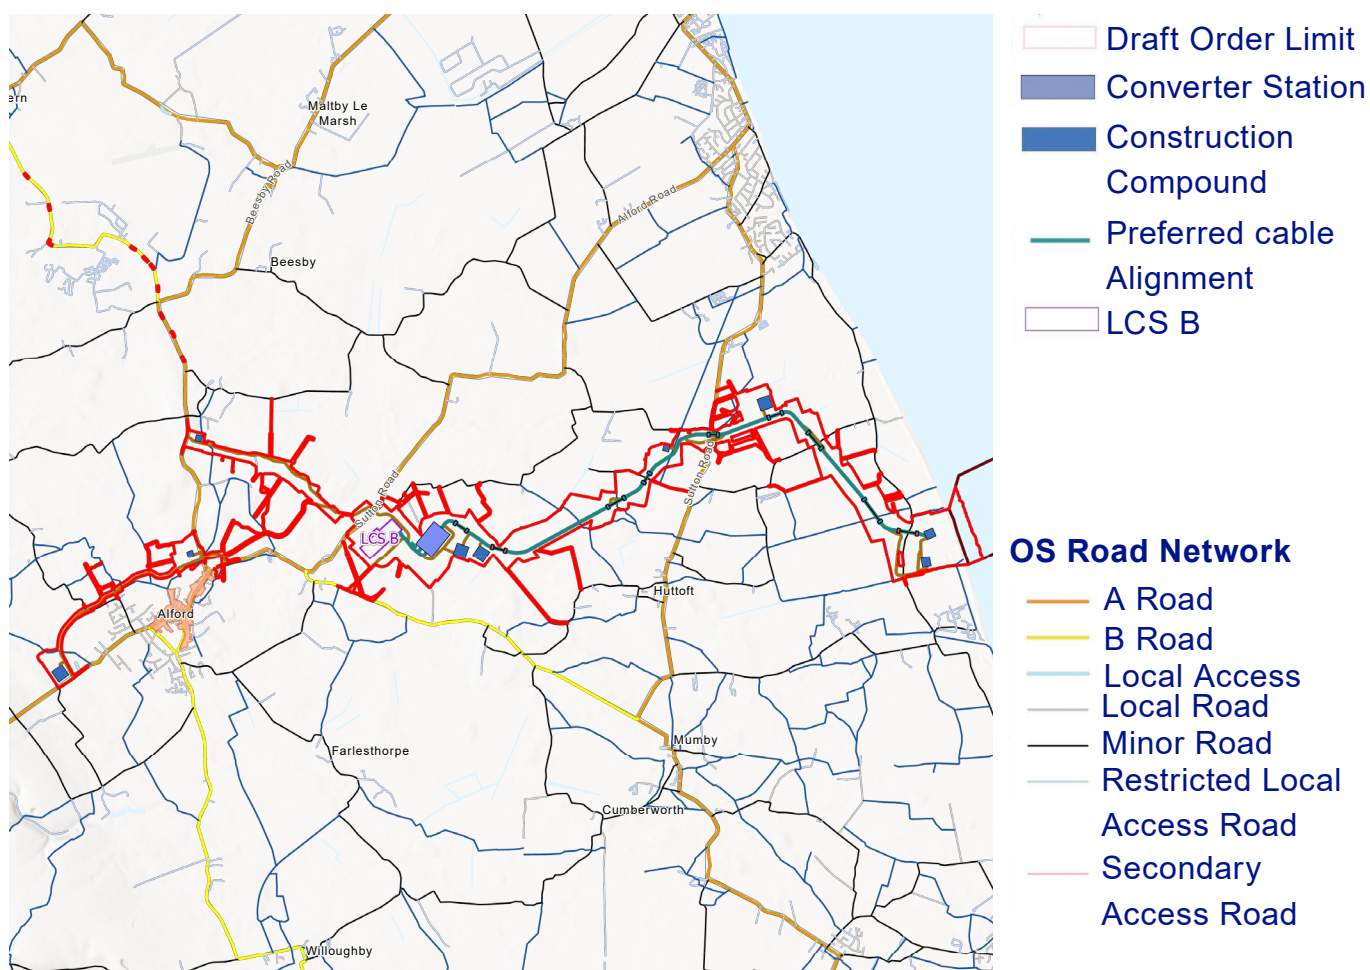 ern
Maltby Le
Marsh
Beesby Road
Alford Road
Beesby
Sutton Road
LCS B
Sutton Road
Huttoft
Alford
Mumby
Farlesthorpe
Cumberworth
Willoughby
Draft Order Limit
Converter Station
Construction
Compound
Preferred cable
Alignment
LCS B
OS Road Network
A Road
B Road
Local Access
Local Road
Minor Road
Restricted Local
Access Road
Secondary
Access Road